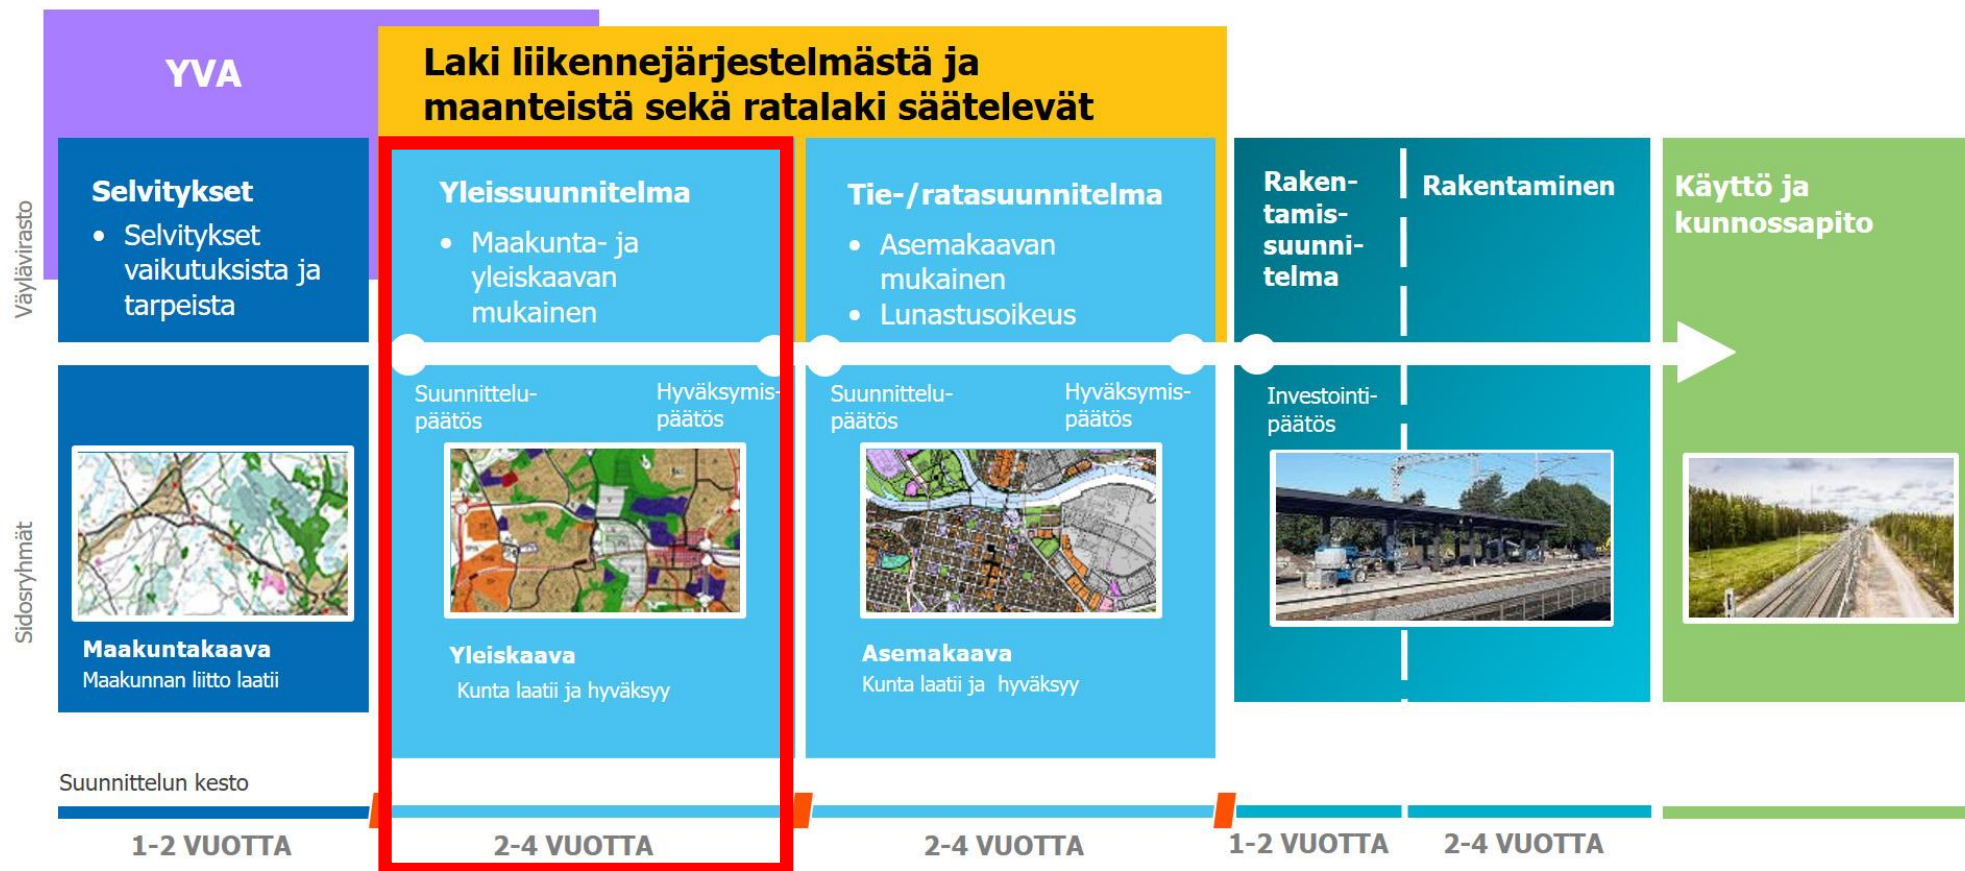 YVA
Laki liikennejärjestelmästä ja
maanteistä sekä ratalaki säätelevät
Väylävirasto
Selvitykset
• Selvitykset
vaikutuksista ja
tarpeista
Yleissuunnitelma
• Maakunta- ja
yleiskaavan
mukainen
Tie-/ratasuunnitelma
• Asemakaavan
mukainen
• Lunastusoikeus
Raken-
tamis-
suunni-
telma
Rakentaminen
Käyttö ja
kunnossapito
Sidosryhmät
Maakuntakaava
Maakunnan liitto laatii
Suunnittelu-
päätös
Hyväksymis-
päätös
Yleiskaava
Kunta laatii ja hyväksyy
Suunnittelu-
päätös
Hyväksymis-
päätös
Asemakaava
Kunta laatii ja hyväksyy
Investointi-
päätös
Suunnittelun kesto
1-2 VUOTTA
2-4 VUOTTA
2-4 VUOTTA
1-2 VUOTTA
2-4 VUOTTA